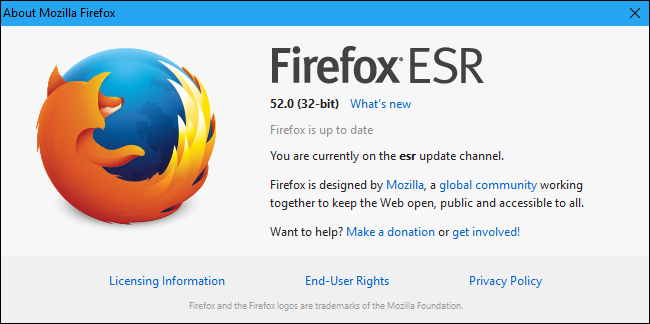 About Mozilla Firefox
Firefox® ESR
52.0 (32-bit) What's new
Firefox is up to date
You are currently on the esr update channel.
Firefox is designed by Mozilla, a global community working
together to keep the Web open, public and accessible to all.
Want to help? Make a donation or get involved!
Licensing Information End-User Rights Privacy Policy
Firefox and the Firefox logos are trademarks of the Mozilla Foundation.